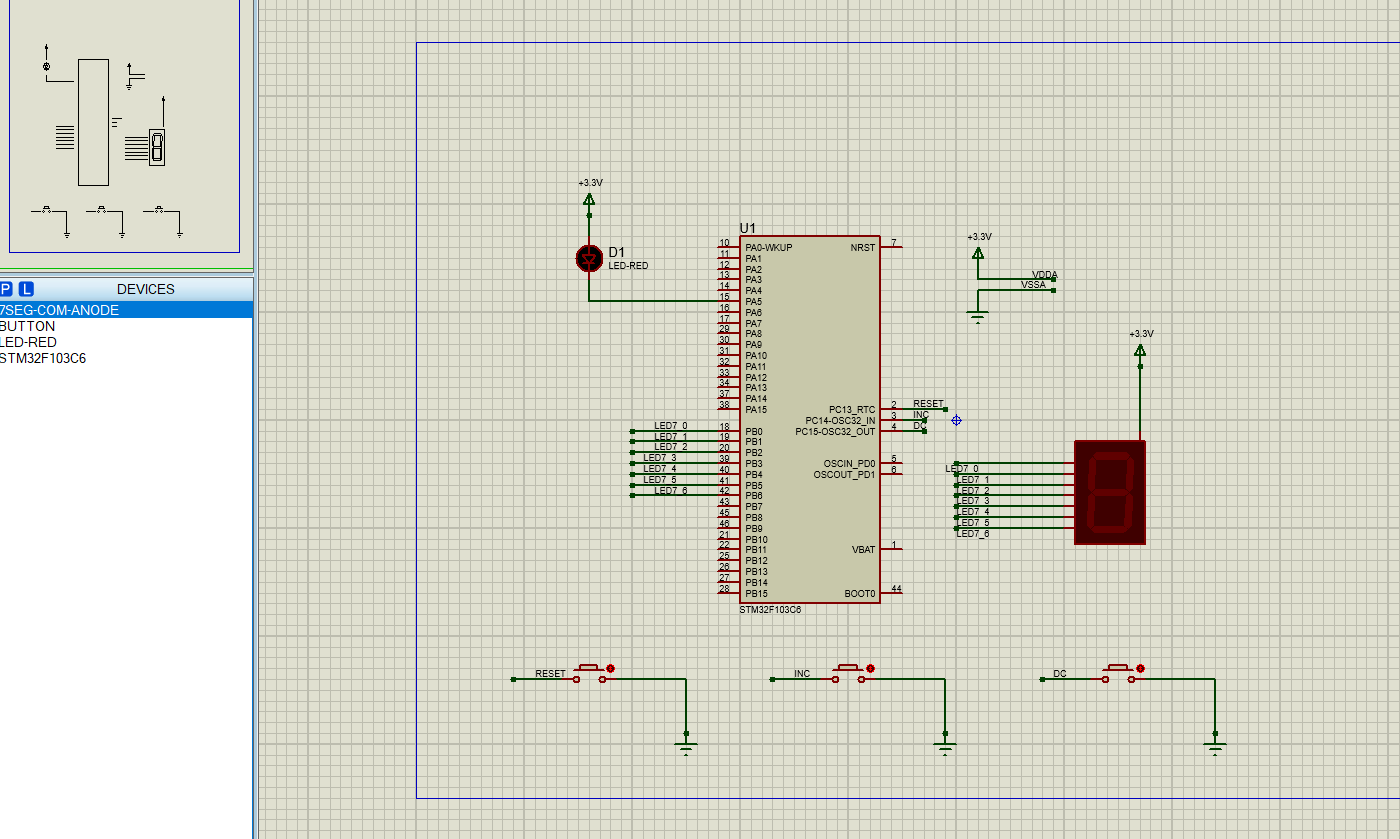 P L DEVICES
7SEG-COM-ANODE
BUTTON
LED-RED
STM32F103C6
+3.3V
D1
LED-RED
U1
10 PA0-WKUP
11 PA1
12 PA2
13 PA3
14 PA4
15 PA5
16 PA6
17 PA7
29 PA8
30 PA9
31 PA10
32 PA11
33 PA12
34 PA13
37 PA14
38 PA15
LED7_0 18 PB0
LED7_1 19 PB1
LED7_2 20 PB2
LED7_3 39 PB3
LED7_4 40 PB4
LED7_5 41 PB5
LED7_6 42 PB6
43 PB7
45 PB8
46 PB9
21 PB10
22 PB11
25 PB12
26 PB13
27 PB14
28 PB15
NRST 7
PC13_RTC 2 RESET
PC14-OSC32_IN 3 INC
PC15-OSC32_OUT 4 DC
OSCIN_PD0 5
OSCOUT_PD1 6
VBAT 1
BOOT0 44
STM32F103C6
+3.3V
VDDA
VSSA
+3.3V
LED7_0
LED7_1
LED7_2
LED7_3
LED7_4
LED7_5
LED7_6
RESET
INC
DC